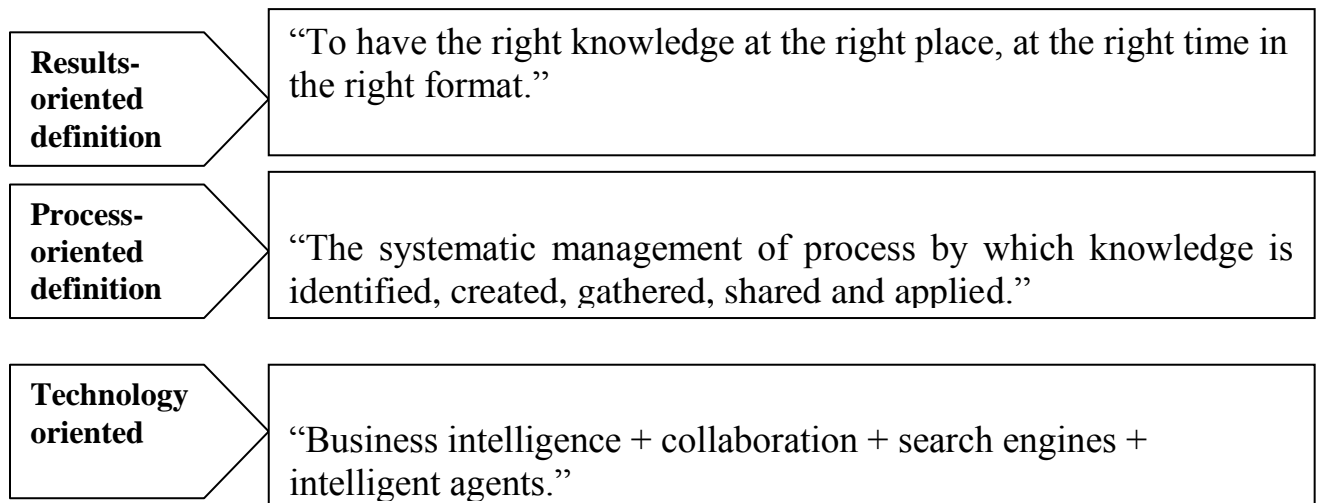 Results-
oriented
definition
“To have the right knowledge at the right place, at the right time in
the right format.”
Process-
oriented
definition
“The systematic management of process by which knowledge is
identified, created, gathered, shared and applied.”
Technology
oriented
“Business intelligence + collaboration + search engines +
intelligent agents.”